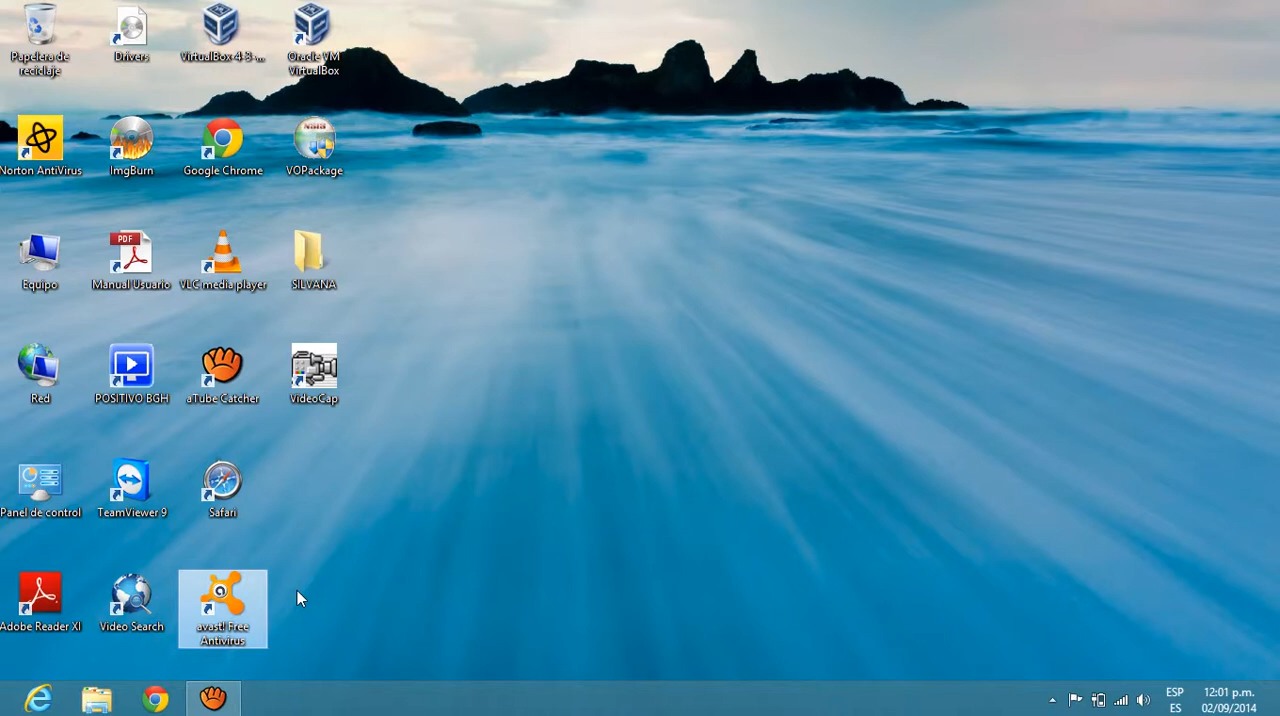 Papelera de
reciclaje
Drivers
VirtualBox 4-3-...
Oracle VM
VirtualBox
Norton AntiVirus
ImgBurn
Google Chrome
Nata
VOPackage
Equipo
PDF
Manual Usuario
VLC media player
SILVANA
Red
POSITIVO BGH
aTube Catcher
VideoCap
Panel de control
TeamViewer 9
Safari
Adobe Reader XI
Video Search
a
avast! Free
Antivirus
ESP
ES
12:01 p.m.
02/09/2014